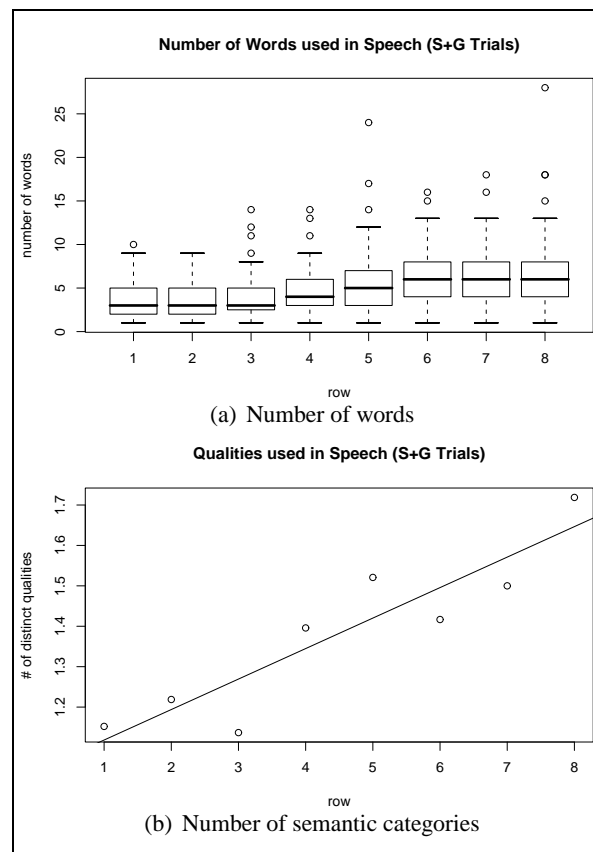 Number of Words used in Speech (S+G Trials)
number of words
25
20
15
10
5
0
1 2 3 4 5 6 7 8
row
(a) Number of words
Qualities used in Speech (S+G Trials)
# of distinct qualities
1.7
1.6
1.5
1.4
1.3
1.2
1 2 3 4 5 6 7 8
row
(b) Number of semantic categories